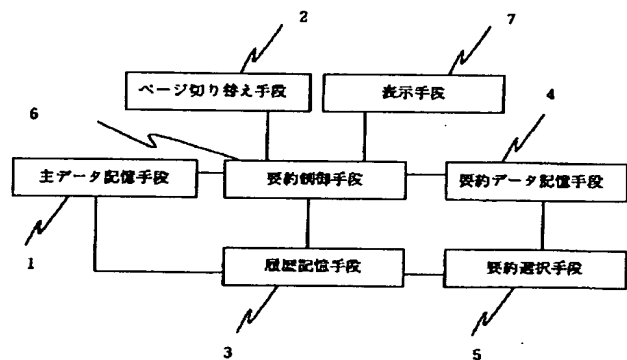 2
7
ページ切り替え手段
表示手段
6
4
主データ記憶手段
要約制御手段
要約データ記憶手段
1
履歴記憶手段
要約選択手段
3
5